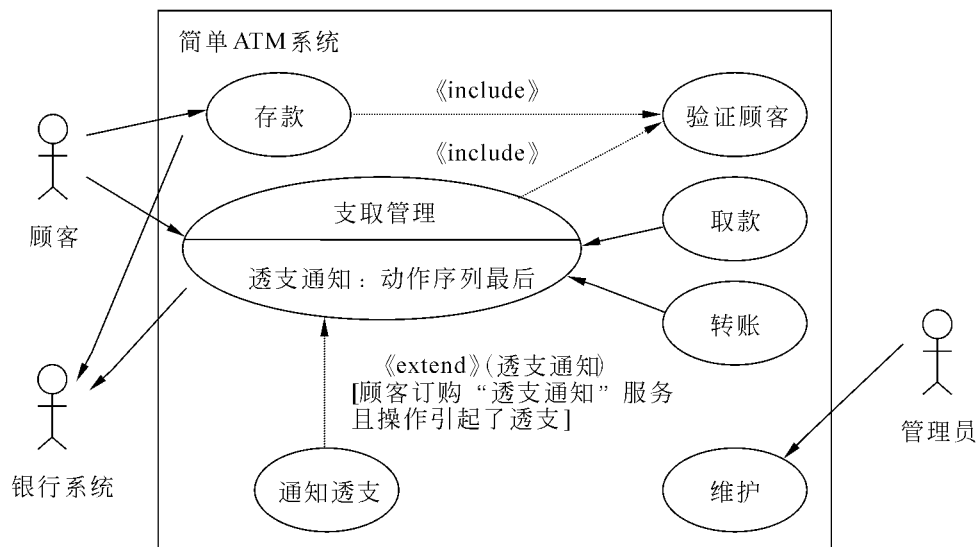 简单ATM系统
存款
《include》
验证顾客
《include》
顾客
支取管理
取款
透支通知：动作序列最后
转账
《extend》(透支通知)
[顾客订购“透支通知”服务
且操作引起了透支]
管理员
银行系统
通知透支
维护